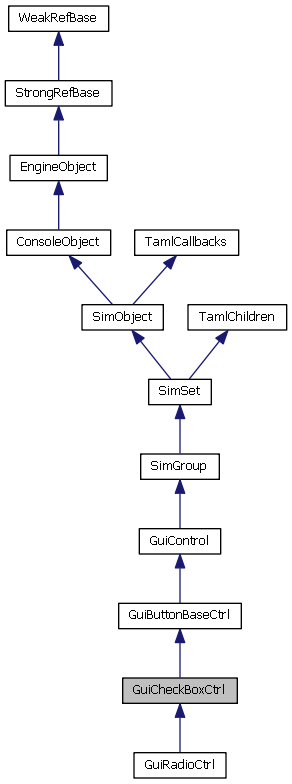 WeakRefBase
StrongRefBase
EngineObject
ConsoleObject
TamlCallbacks
SimObject
TamlChildren
SimSet
SimGroup
GuiControl
GuiButtonBaseCtrl
GuiCheckBoxCtrl
GuiRadioCtrl